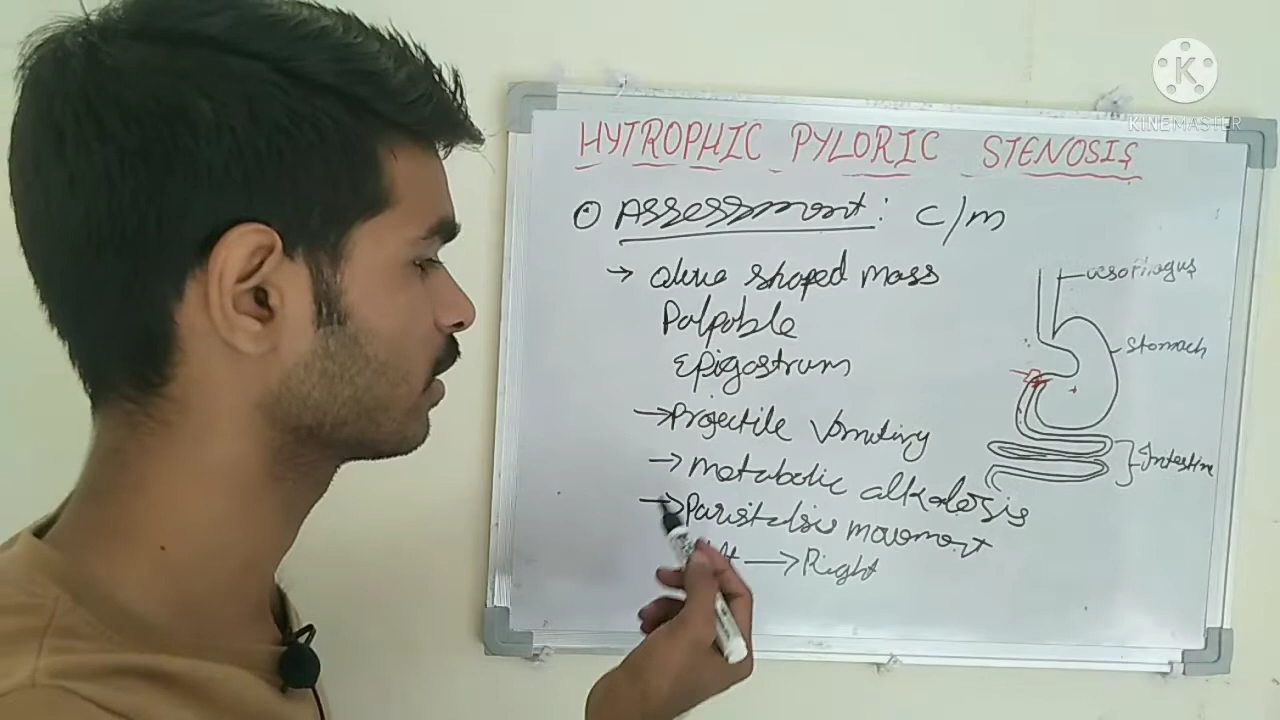 K
KINEMASTER
HYTROPHIC PYLORIC STENOSIS
Assessment: C/m
→ olive shaped mass
Palpable
Epigastrum
→ Projectile Vomiting
→ metabolic alkalosis
→ Paristalsis movement
→ Right
oesophagus
Stomach
Intestine